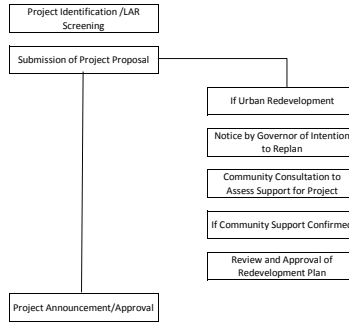 Project Identification /LAR
Screening
Submission of Project Proposal
If Urban Redevelopment
Notice by Governor of Intention
to Replan
Community Consultation to
Assess Support for Project
If Community Support Confirmed
Review and Approval of
Redevelopment Plan
Project Announcement/Approval